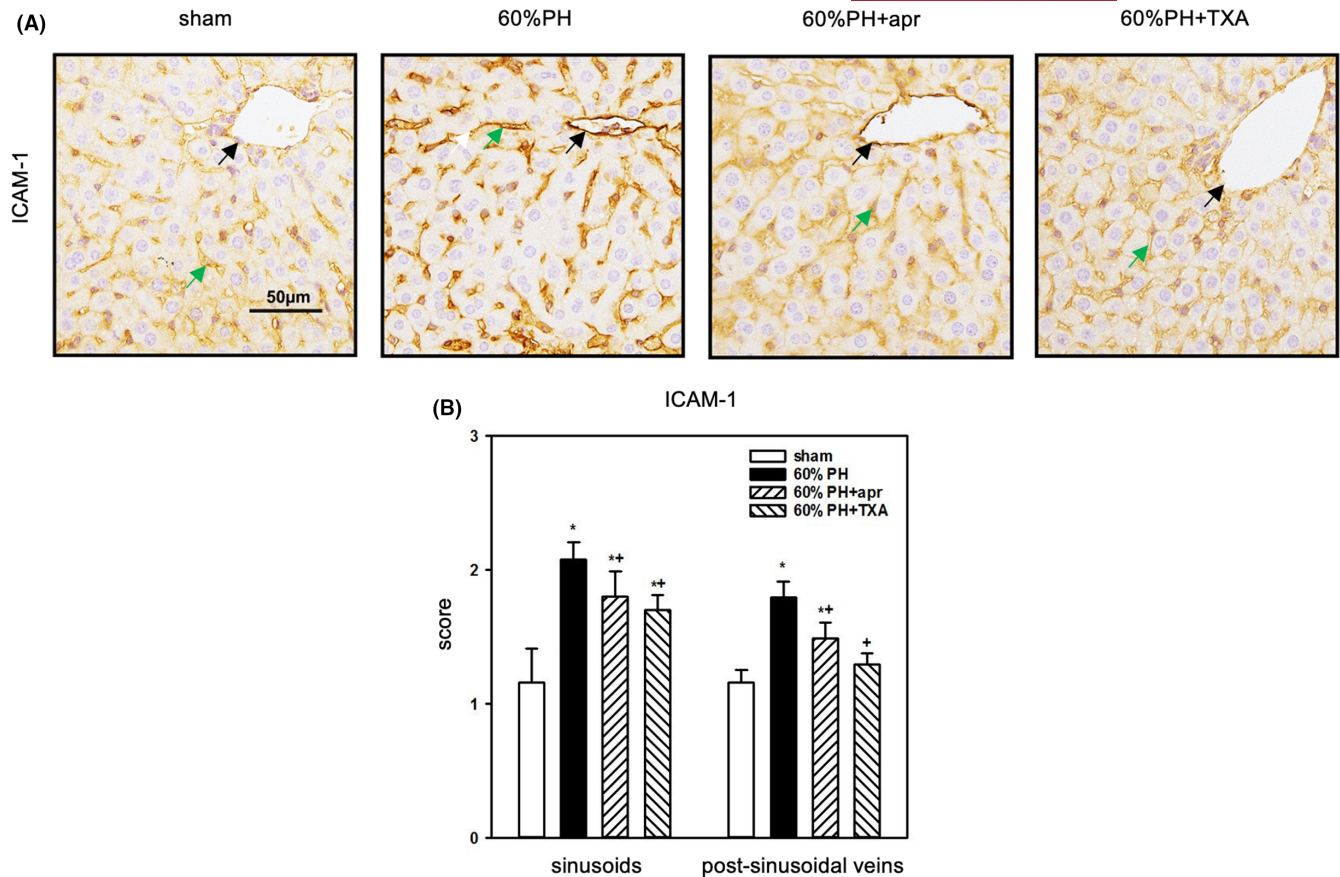 (A)
sham
60%PH
60%PH+apr
60%PH+TXA
ICAM-1
50µm
(B)
ICAM-1
3
2
1
0
score
sham
60% PH
60% PH+apr
60% PH+TXA
*
*+
*+
*
*+
+
sinusoids
post-sinusoidal veins